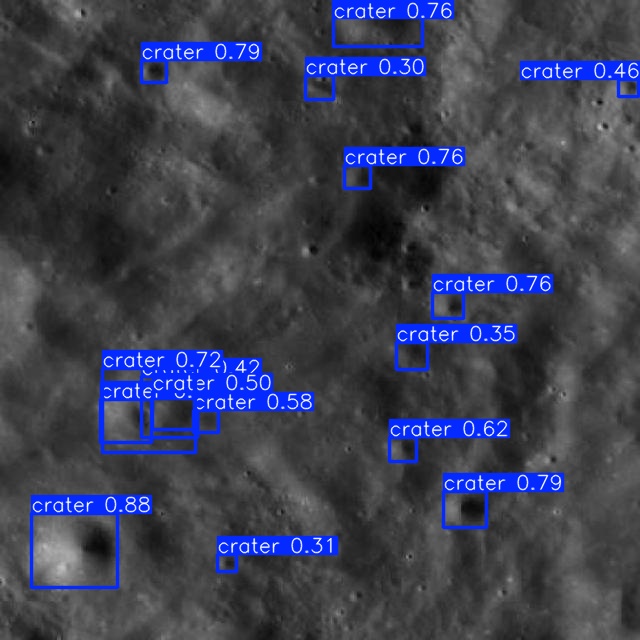 crater 0.76
crater 0.79
crater 0.30
crater 0.46
crater 0.76
crater 0.76
crater 0.35
crater 0.72
crater 0.50
crater 0.58
crater 0.62
crater 0.79
crater 0.88
crater 0.31